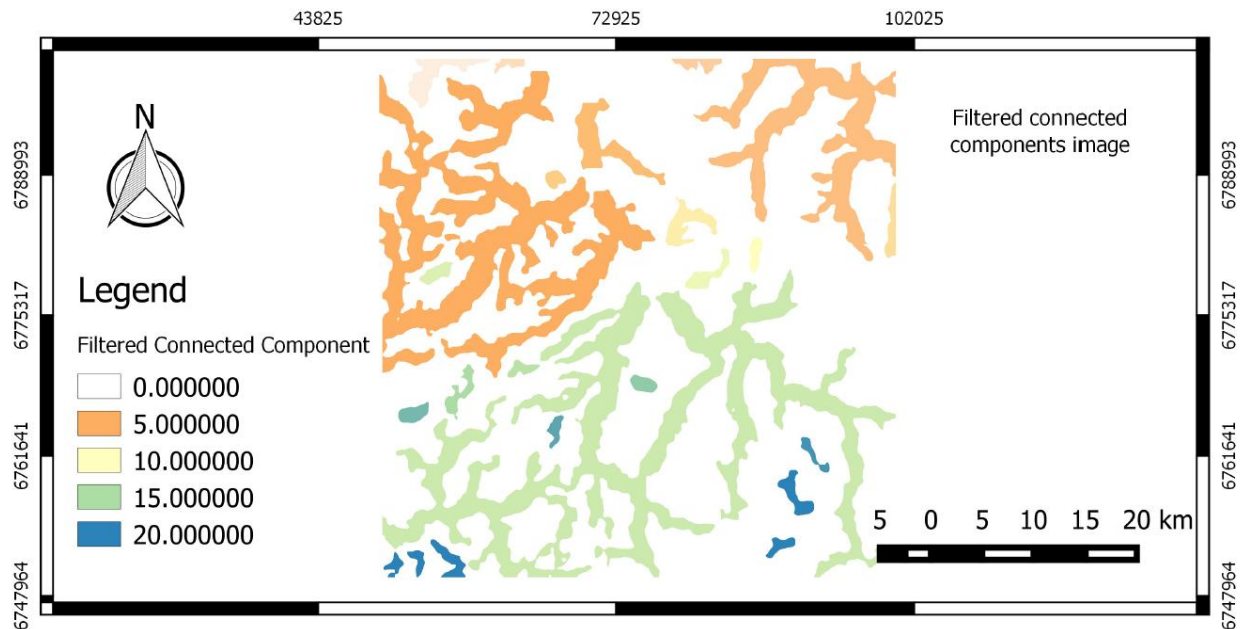 43825 72925 102025
N
Filtered connected
components image
6788993
6788993
6775317
6775317
6761641
6761641
6747964
6747964
Legend
Filtered Connected Component
0.000000
5.000000
10.000000
15.000000
20.000000
5 0 5 10 15 20 km